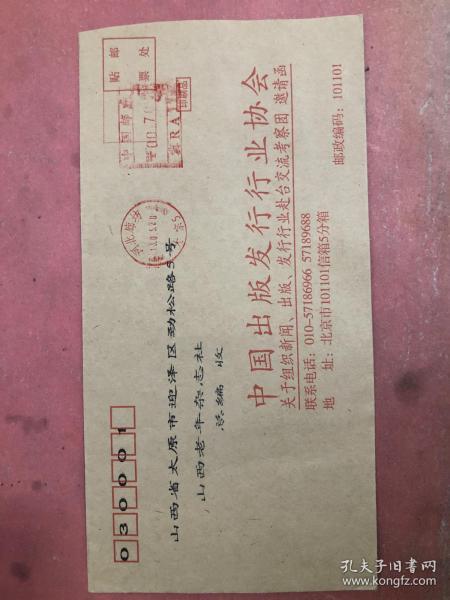 030001
贴邮
票处
中国邮政
印刷品
山西省太原市迎泽区劲松路5号
山西老年杂志社
总编 收
中国出版发行行业协会
关于组织新闻、出版、发行行业赴台交流考察团 邀请函
联系电话：010-57186966 57189688
地 址：北京市101101信箱5分箱
邮政编码：101101
孔夫子旧书网
www.kongfz.com